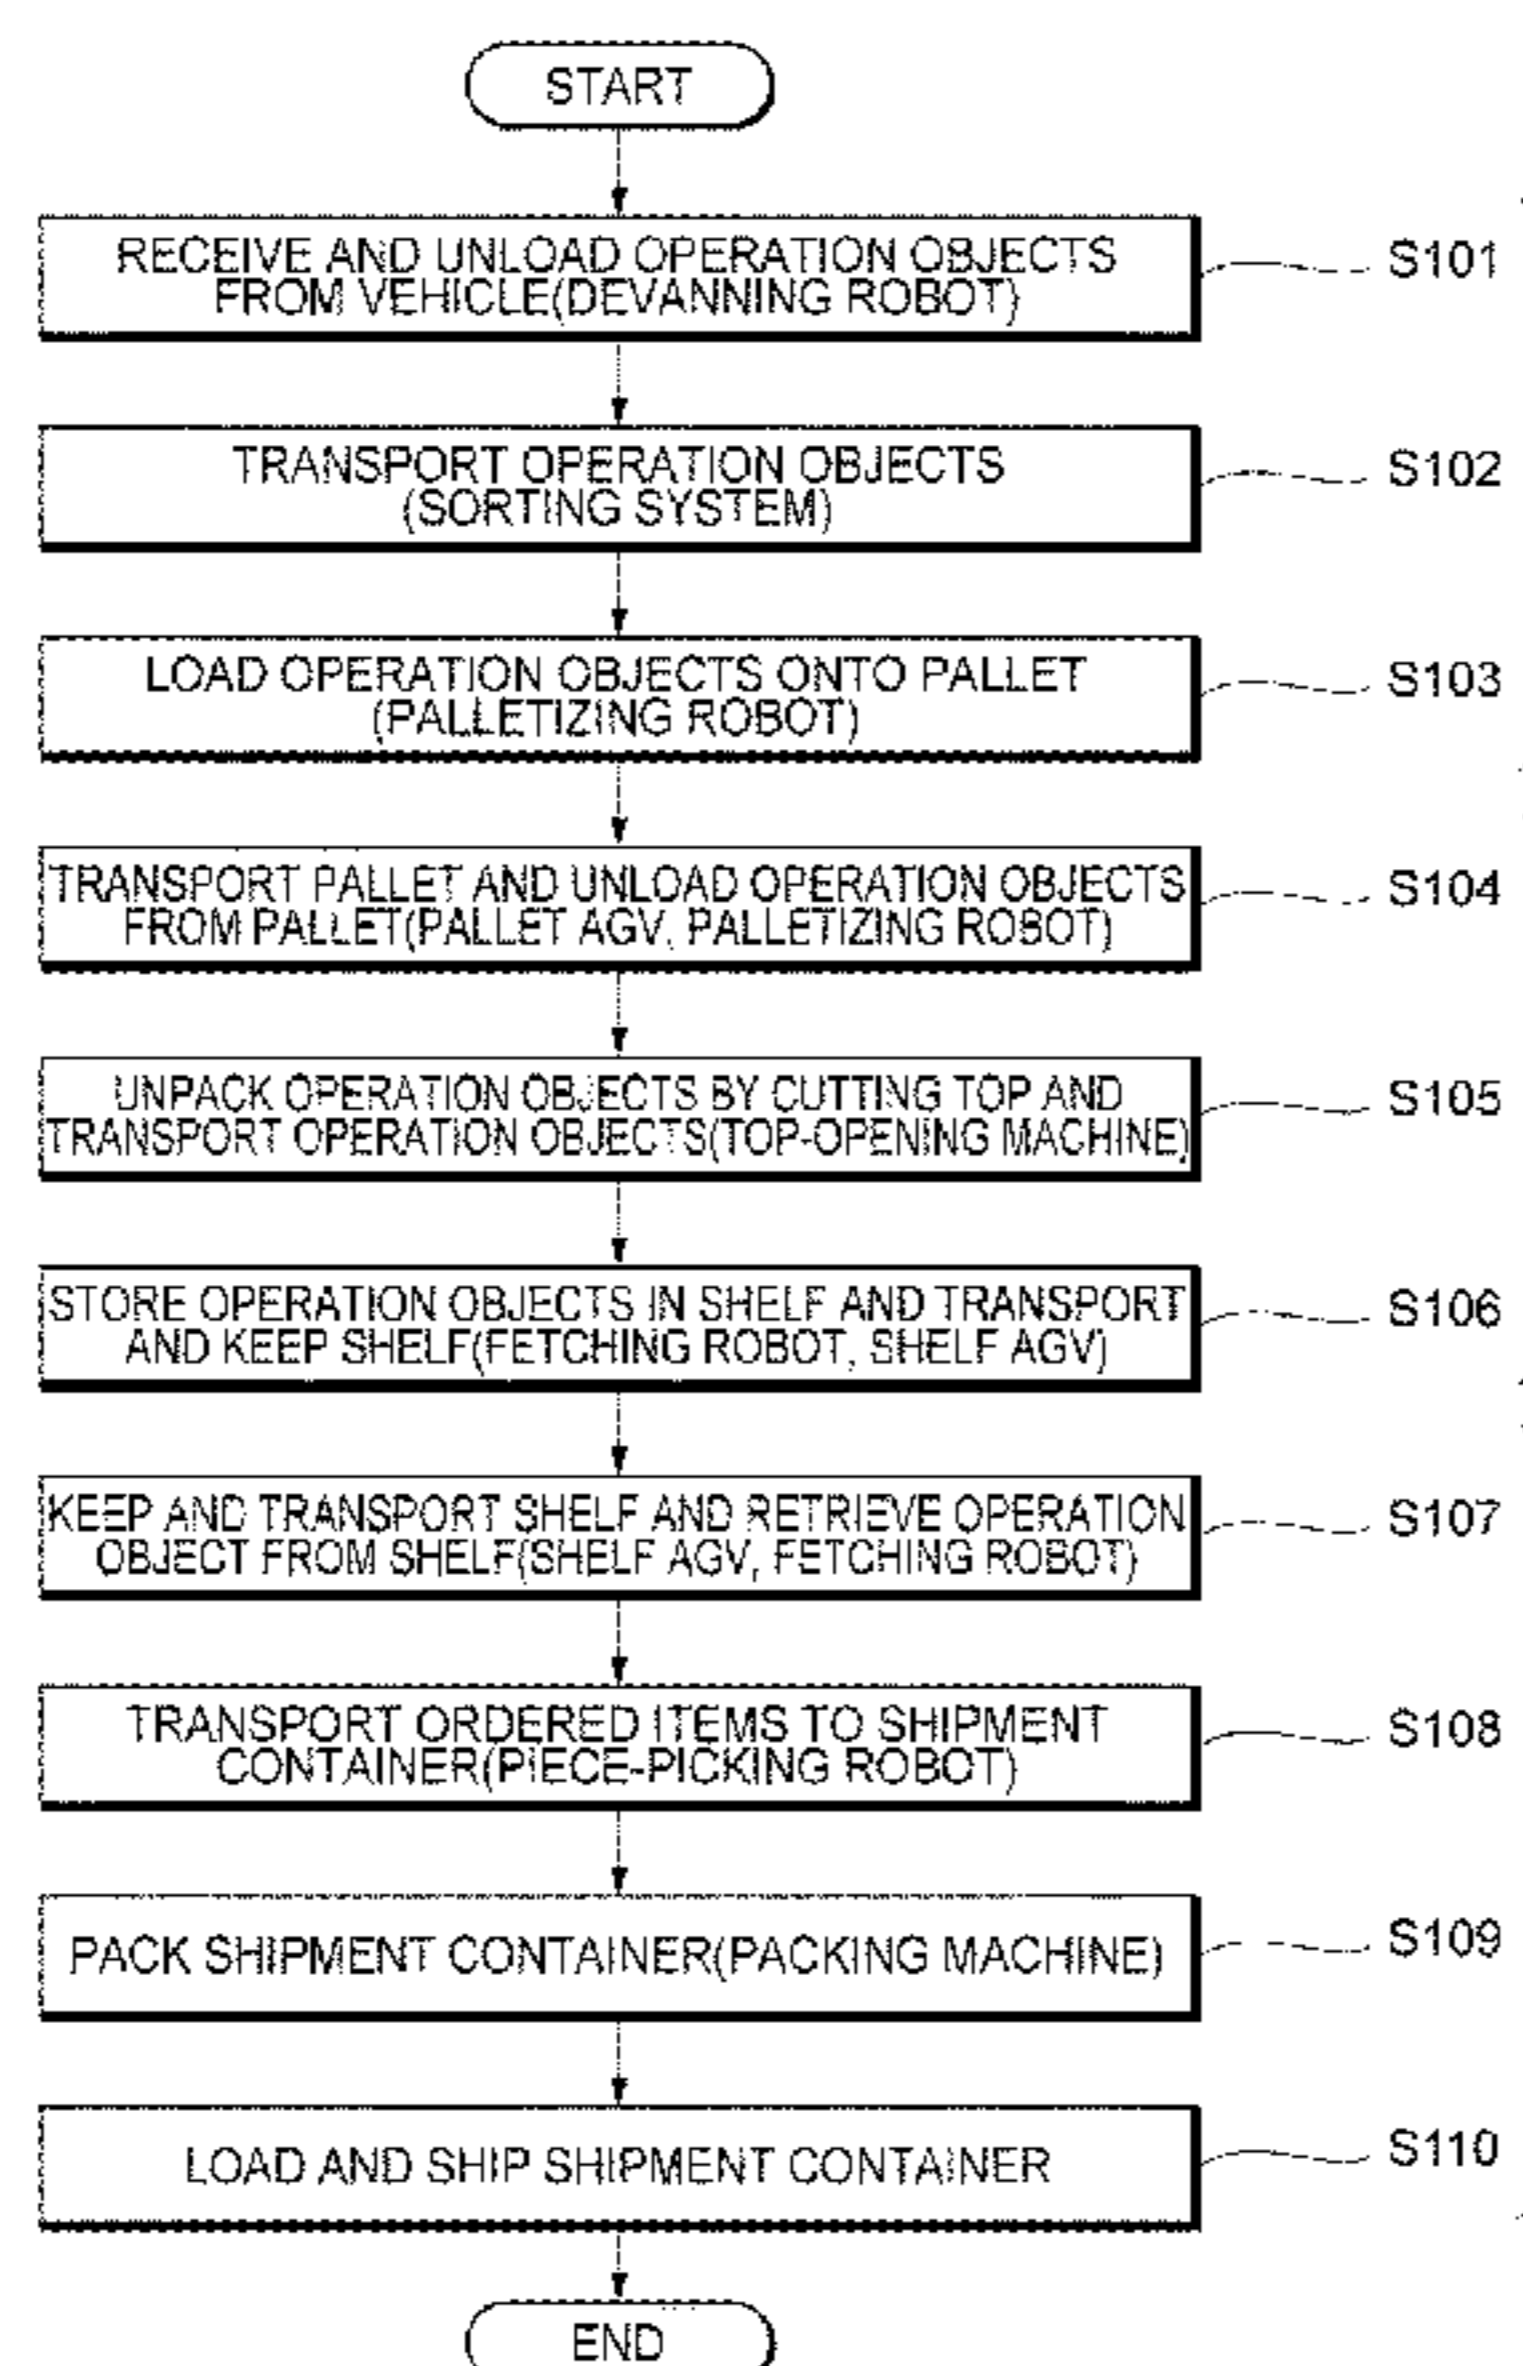 START
RECEIVE AND UNLOAD OPERATION OBJECTS
FROM VEHICLE(DEVANNING ROBOT)
S101
TRANSPORT OPERATION OBJECTS
(SORTING SYSTEM)
S102
LOAD OPERATION OBJECTS ONTO PALLET
(PALLETIZING ROBOT)
S103
TRANSPORT PALLET AND UNLOAD OPERATION OBJECTS
FROM PALLET(PALLET AGV, PALLETIZING ROBOT)
S104
UNPACK OPERATION OBJECTS BY CUTTING TOP AND
TRANSPORT OPERATION OBJECTS(TOP-OPENING MACHINE)
S105
STORE OPERATION OBJECTS IN SHELF AND TRANSPORT
AND KEEP SHELF(FETCHING ROBOT, SHELF AGV)
S106
KEEP AND TRANSPORT SHELF AND RETRIEVE OPERATION
OBJECT FROM SHELF(SHELF AGV, FETCHING ROBOT)
S107
TRANSPORT ORDERED ITEMS TO SHIPMENT
CONTAINER(PIECE-PICKING ROBOT)
S108
PACK SHIPMENT CONTAINER(PACKING MACHINE)
S109
LOAD AND SHIP SHIPMENT CONTAINER
S110
END